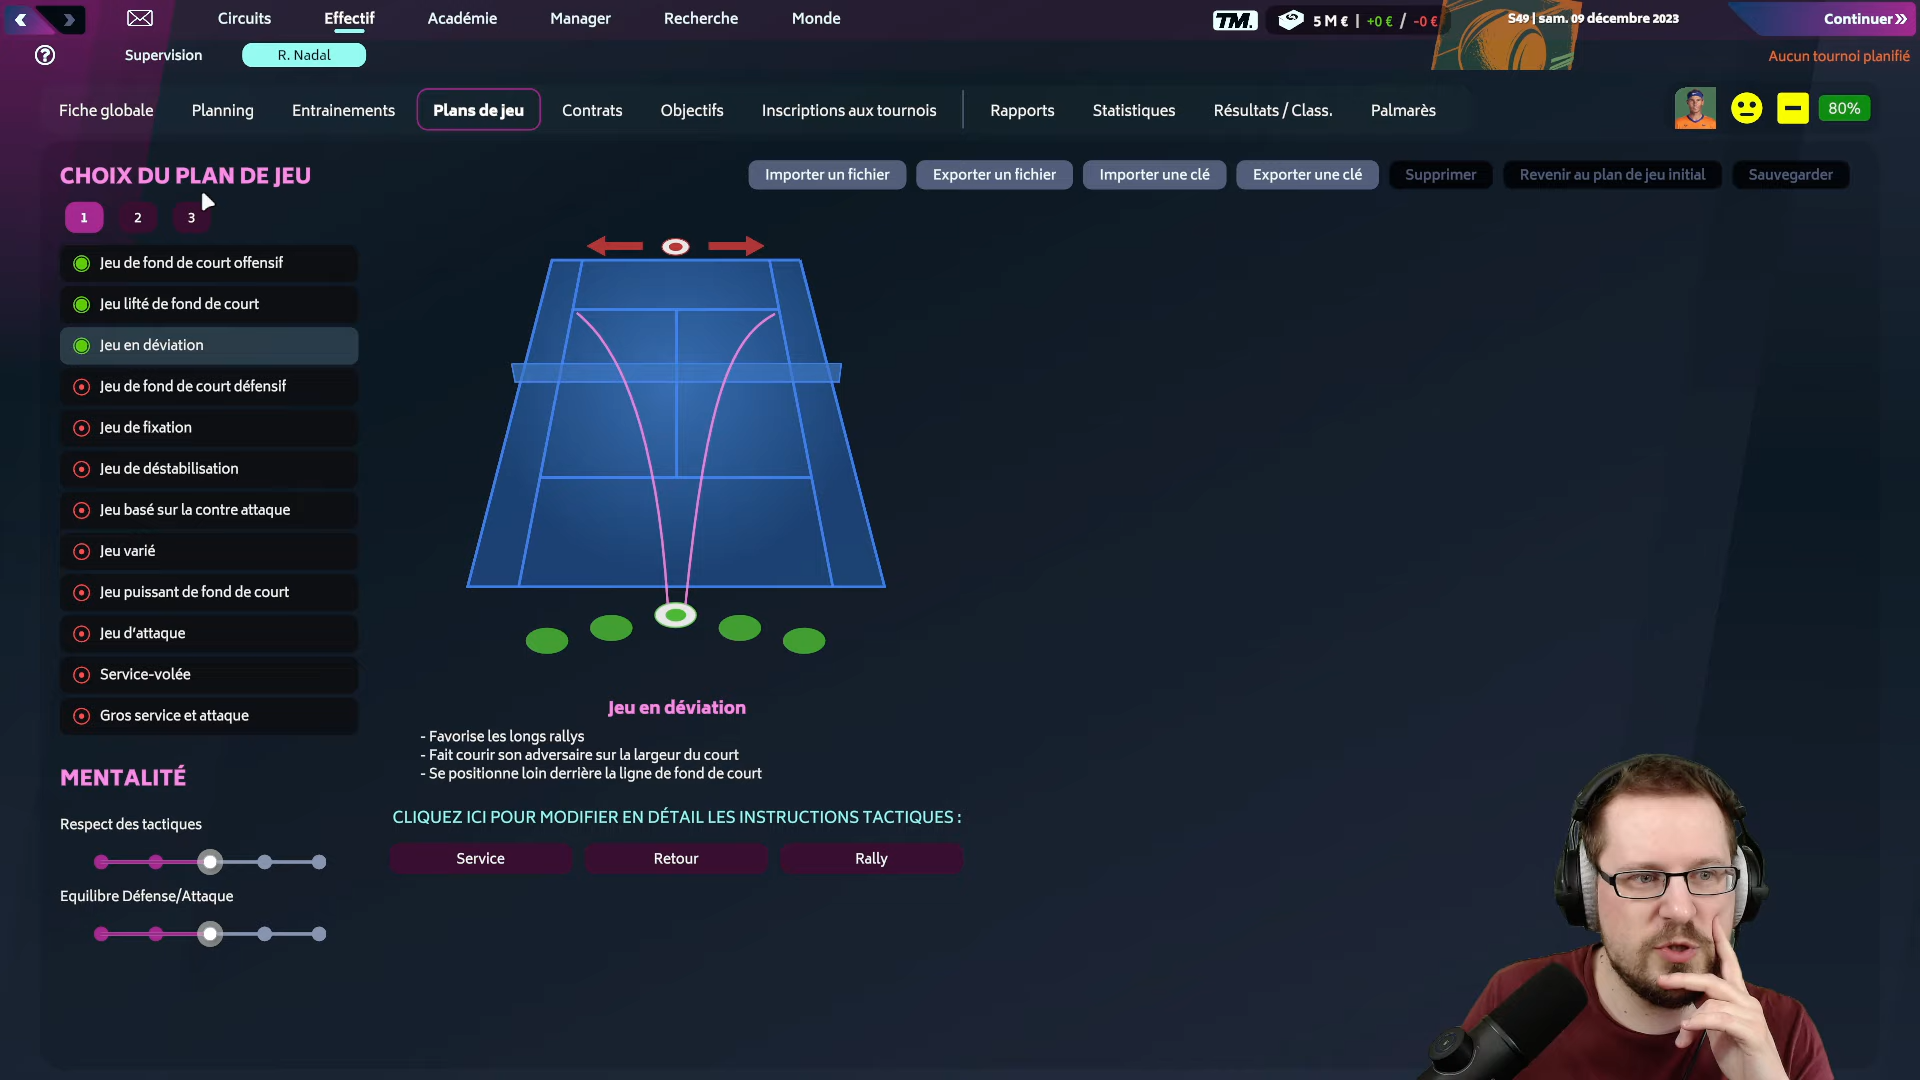 Circuits
Effectif
Académie
Manager
Recherche
Monde
TM.
5 M € | +0 € / -0 €
S49 | sam. 09 décembre 2023
Continuer
Supervision
R. Nadal
Aucun tournoi planifié
Fiche globale
Planning
Entrainements
Plans de jeu
Contrats
Objectifs
Inscriptions aux tournois
Rapports
Statistiques
Résultats / Class.
Palmarès
80%
CHOIX DU PLAN DE JEU
Importer un fichier
Exporter un fichier
Importer une clé
Exporter une clé
Supprimer
Revenir au plan de jeu initial
Sauvegarder
1
2
3
Jeu de fond de court offensif
Jeu lifté de fond de court
Jeu en déviation
Jeu de fond de court défensif
Jeu de fixation
Jeu de déstabilisation
Jeu basé sur la contre attaque
Jeu varié
Jeu puissant de fond de court
Jeu d'attaque
Service-volée
Gros service et attaque
Jeu en déviation
- Favorise les longs rallys
- Fait courir son adversaire sur la largeur du court
- Se positionne loin derrière la ligne de fond de court
MENTALITÉ
Respect des tactiques
Equilibre Défense/Attaque
CLIQUEZ ICI POUR MODIFIER EN DÉTAIL LES INSTRUCTIONS TACTIQUES :
Service
Retour
Rally